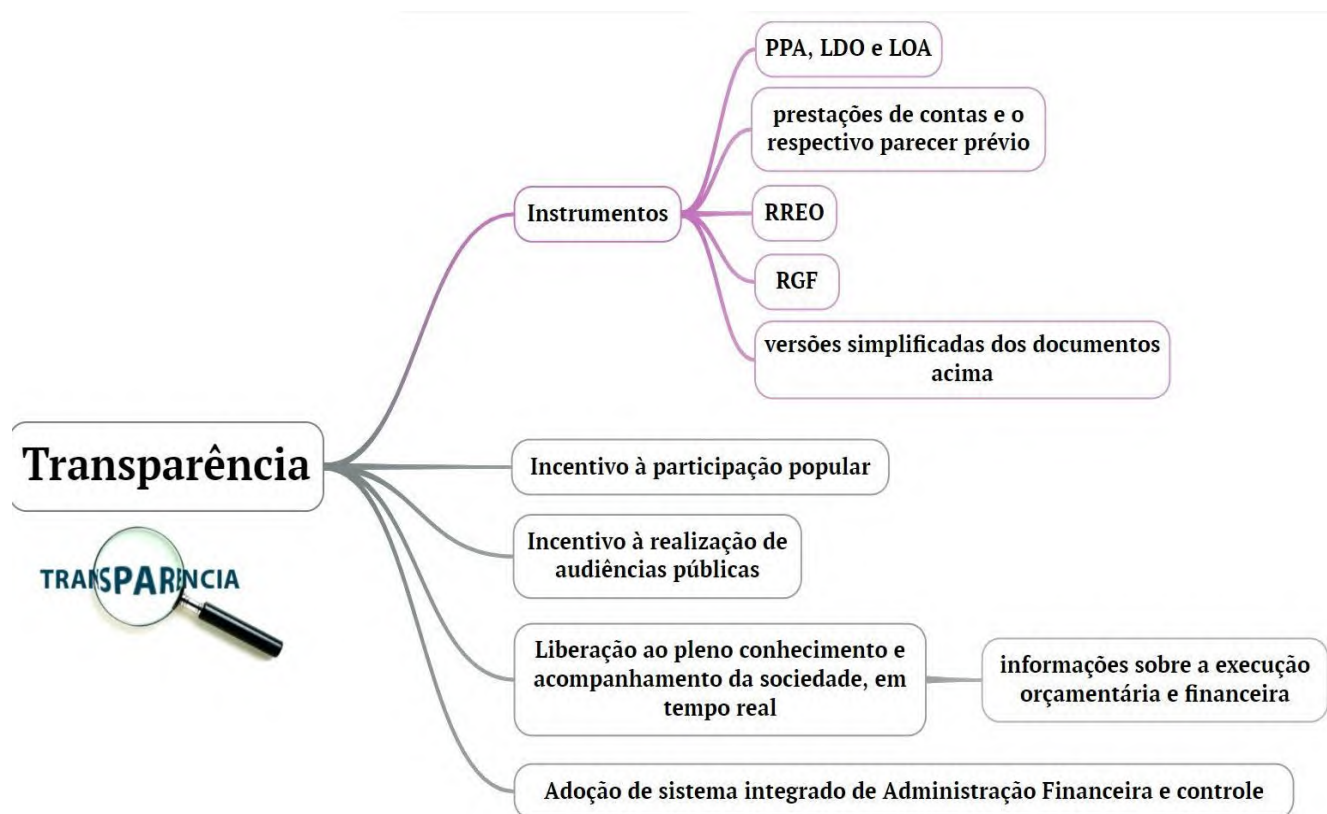 PPA, LDO e LOA
prestações de contas e o
respectivo parecer prévio
Instrumentos
RREO
RGF
versões simplificadas dos documentos
acima
Transparência
TRANSPARENCIA
Incentivo à participação popular
Incentivo à realização de
audiências públicas
Liberação ao pleno conhecimento e
acompanhamento da sociedade, em
tempo real
informações sobre a execução
orçamentária e financeira
Adoção de sistema integrado de Administração Financeira e controle